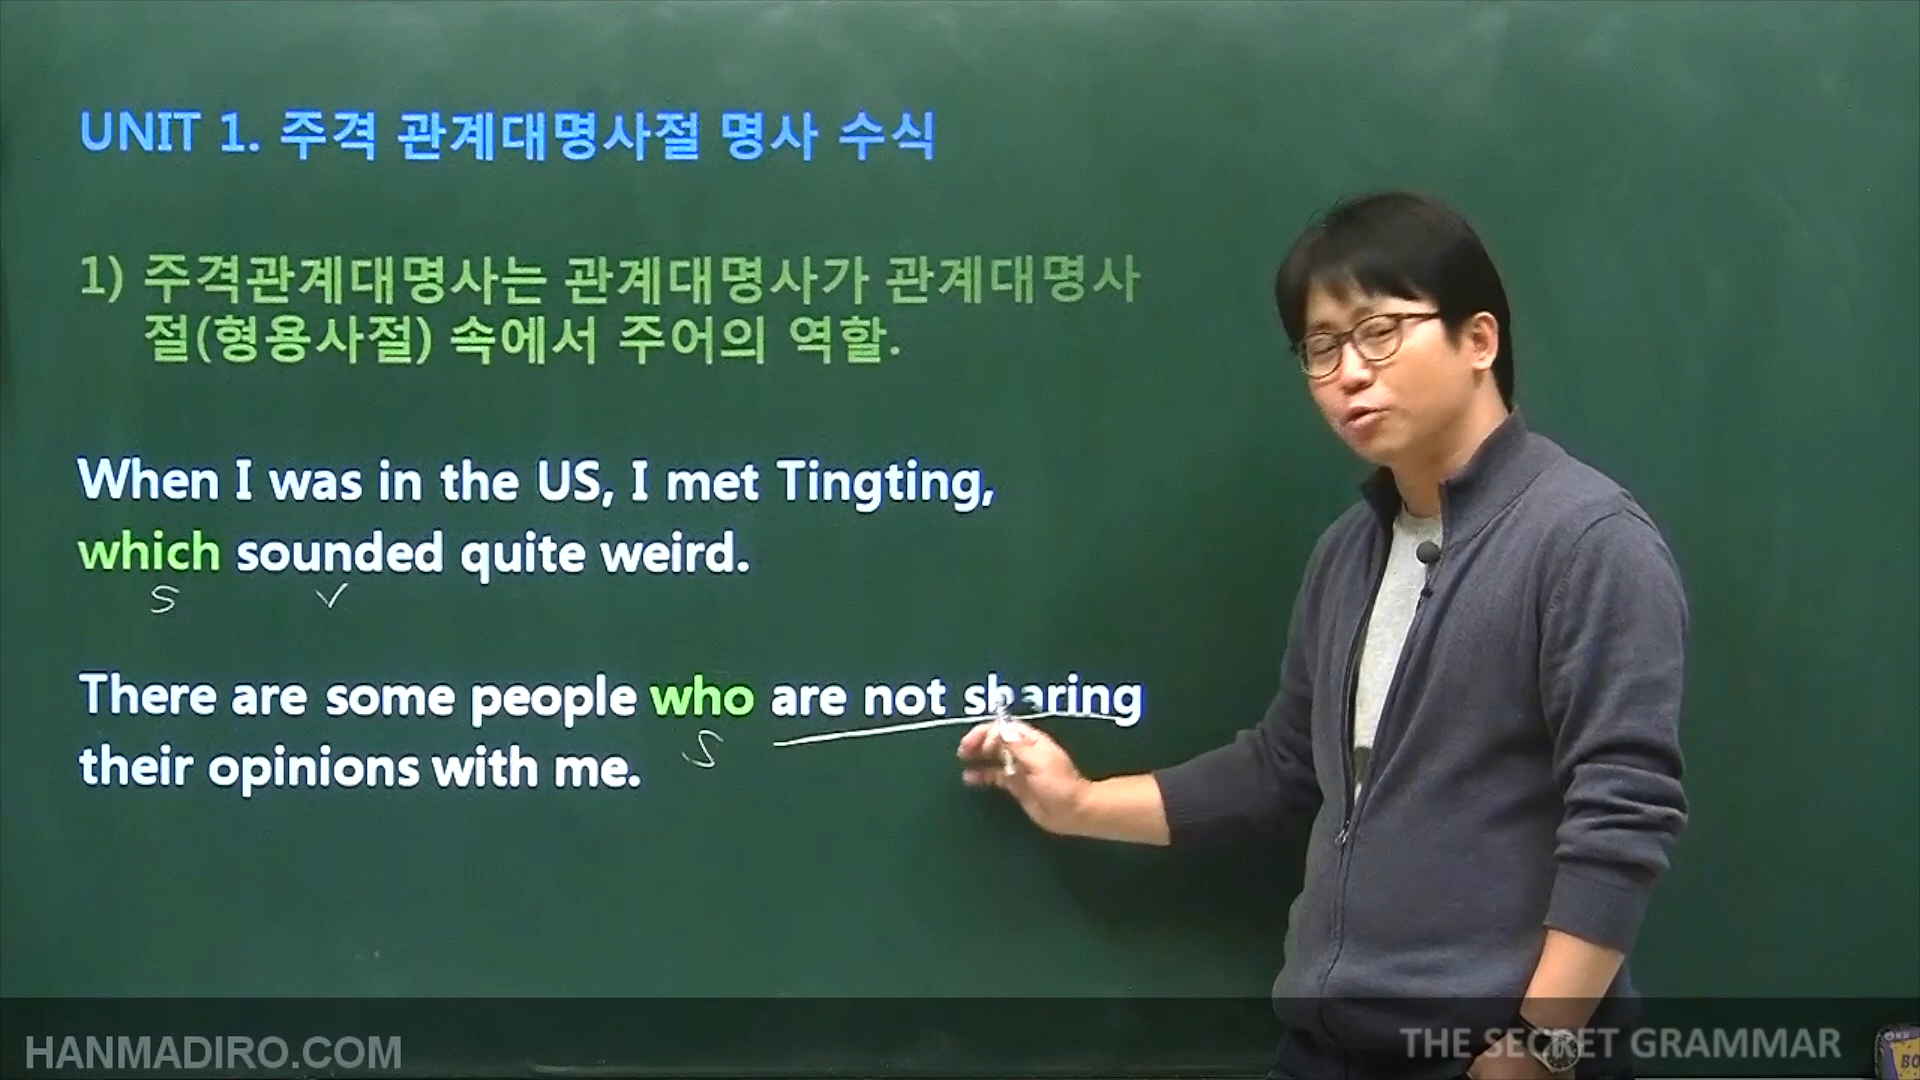 UNIT 1. 주격 관계대명사절 명사 수식
1) 주격관계대명사는 관계대명사가 관계대명사
절(형용사절) 속에서 주어의 역할.
When I was in the US, I met Tingting,
which sounded quite weird.
S V
There are some people who are not sharing
S
their opinions with me.
HANMADIRO.COM
THE SECRET GRAMMAR